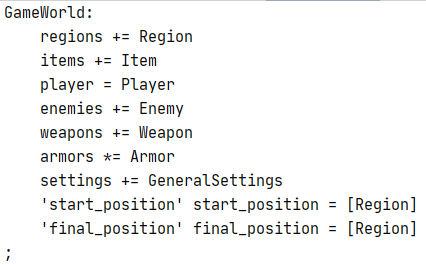 GameWorld:
    regions += Region
    items += Item
    player = Player
    enemies += Enemy
    weapons += Weapon
    armors *= Armor
    settings += GeneralSettings
    'start_position' start_position = [Region]
    'final_position' final_position = [Region]
;